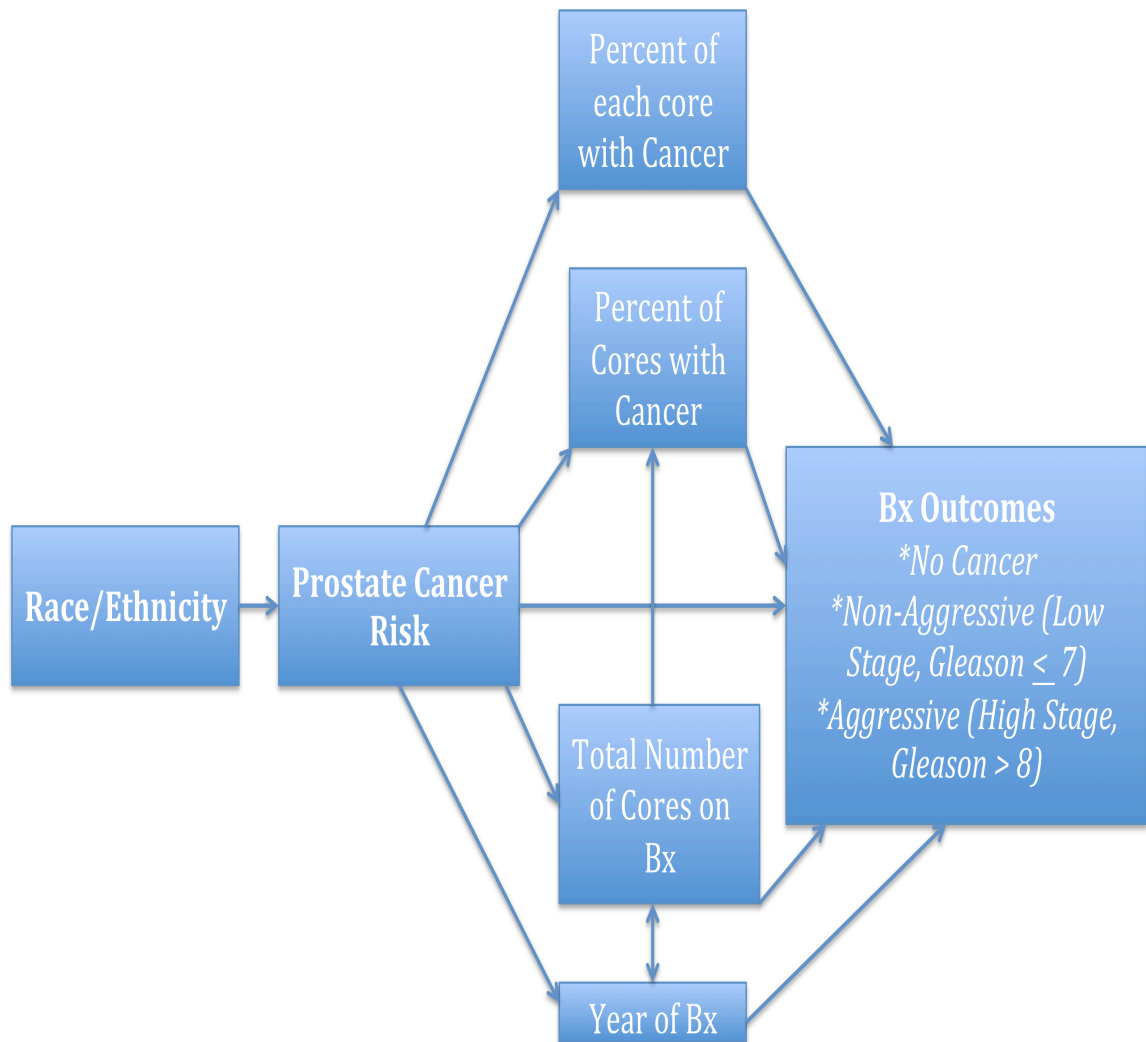 Percent of
each core
with Cancer
Percent of
Cores with
Cancer
Race/Ethnicity
Prostate Cancer
Risk
Bx Outcomes
*No Cancer
*Non-Aggressive (Low
Stage, Gleason < 7)
*Aggressive (High Stage,
Gleason > 8)
Total Number
of Cores on
Bx
Year of Bx